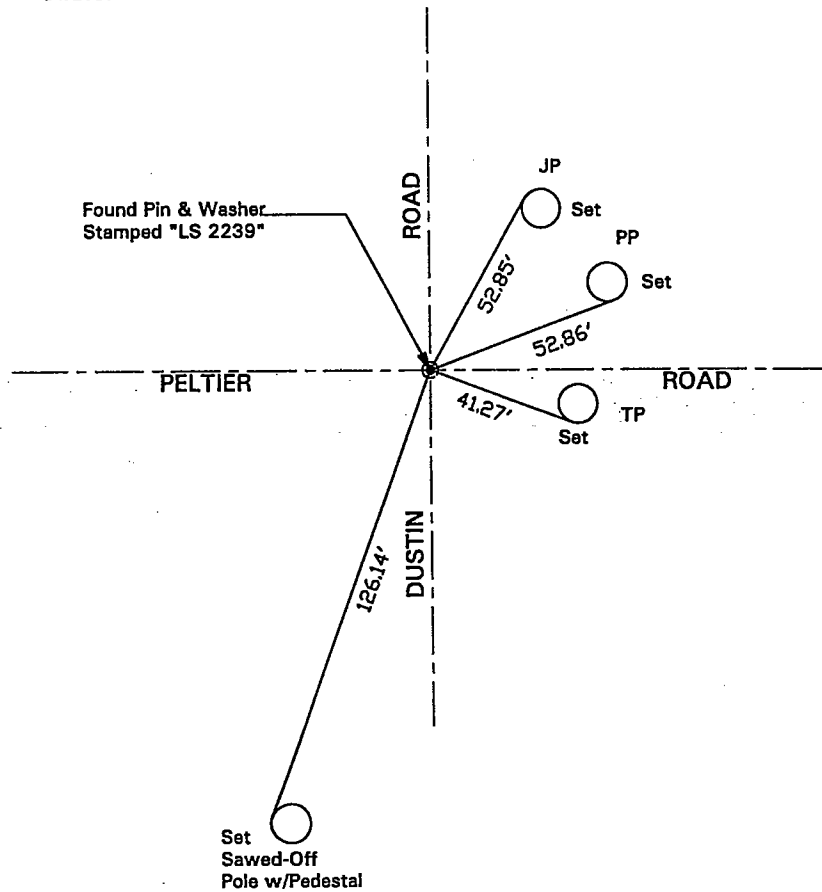 JP
ROAD
Found Pin & Washer
Stamped "LS 2239"
Set
PP
52.85'
Set
52.86'
PELTIER
ROAD
41.27'
TP
Set
DUSTIN
126.14'
Set
Sawed-Off
Pole w/Pedestal